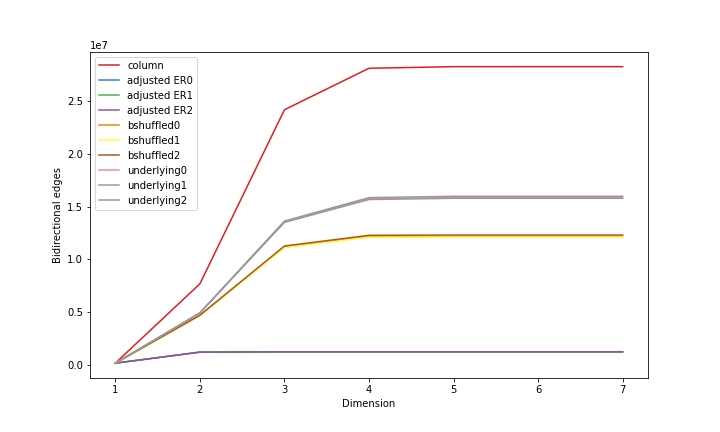 1e7
column
adjusted ER0
adjusted ER1
adjusted ER2
bshuffled0
bshuffled1
bshuffled2
underlying0
underlying1
underlying2
2.5
2.0
1.5
1.0
0.5
0.0
Bidirectional edges
1 2 3 4 5 6 7
Dimension